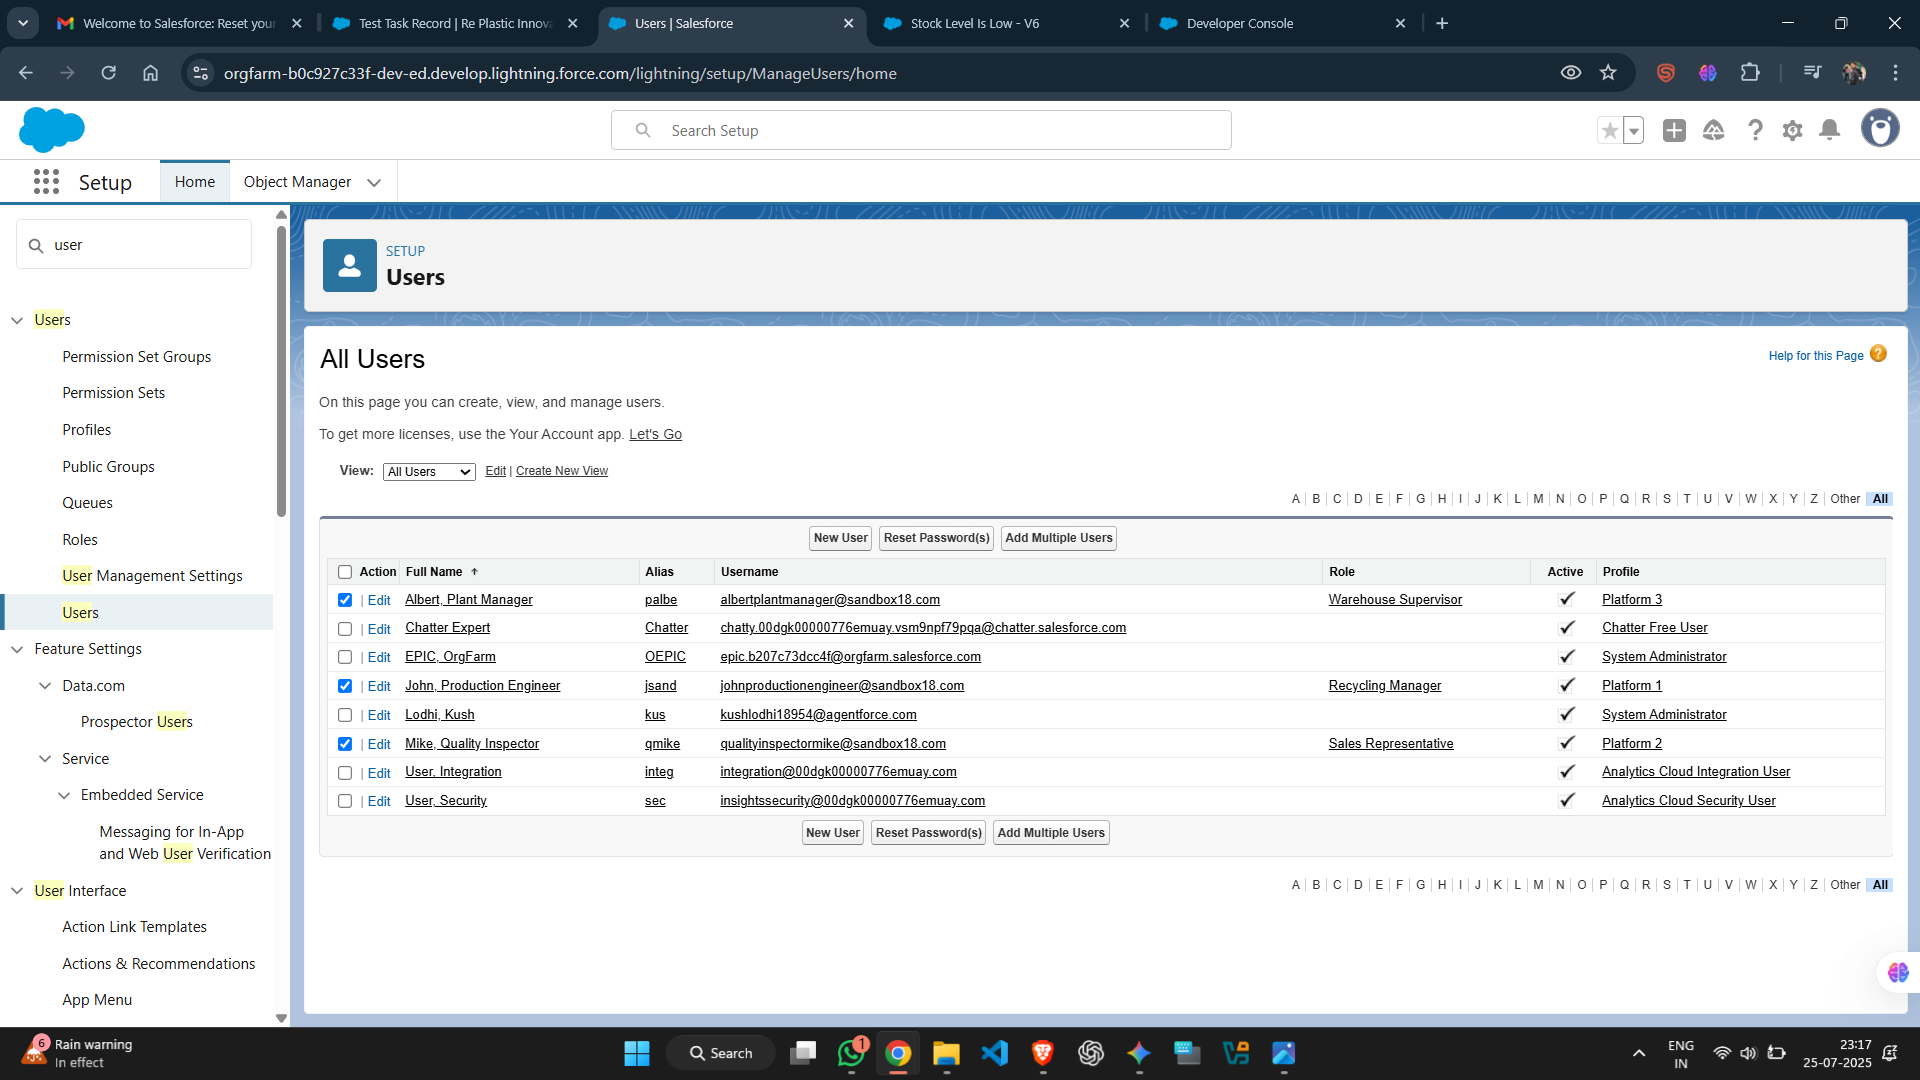 Welcome to Salesforce: Reset your
Test Task Record | Re Plastic Innova
Users | Salesforce
Stock Level Is Low - V6
Developer Console
orgfarm-b0c927c33f-dev-ed.develop.lightning.force.com/lightning/setup/ManageUsers/home
Search Setup
Setup
Home
Object Manager
user
Users
Permission Set Groups
Permission Sets
Profiles
Public Groups
Queues
Roles
User Management Settings
Users
Feature Settings
Data.com
Prospector Users
Service
Embedded Service
Messaging for In-App
and Web User Verification
User Interface
Action Link Templates
Actions & Recommendations
App Menu
SETUP
Users
All Users
Help for this Page ?
On this page you can create, view, and manage users.
To get more licenses, use the Your Account app. Let's Go
View: All Users Edit | Create New View
A B C D E F G H I J K L M N O P Q R S T U V W X Y Z Other All
New User Reset Password(s) Add Multiple Users
Action Full Name Alias Username Role Active Profile
| Edit Albert, Plant Manager palbe albertplantmanager@sandbox18.com Warehouse Supervisor Platform 3
| Edit Chatter Expert Chatter chatty.00dgk00000776emuay.vsm9npf79pqa@chatter.salesforce.com Chatter Free User
| Edit EPIC, OrgFarm OEPIC epic.b207c73dcc4f@orgfarm.salesforce.com System Administrator
| Edit John, Production Engineer jsand johnproductionengineer@sandbox18.com Recycling Manager Platform 1
| Edit Lodhi, Kush kus kushlodhi18954@agentforce.com System Administrator
| Edit Mike, Quality Inspector qmike qualityinspectormike@sandbox18.com Sales Representative Platform 2
| Edit User, Integration integ integration@00dgk00000776emuay.com Analytics Cloud Integration User
| Edit User, Security sec insightssecurity@00dgk00000776emuay.com Analytics Cloud Security User
New User Reset Password(s) Add Multiple Users
A B C D E F G H I J K L M N O P Q R S T U V W X Y Z Other All
6
Rain warning
In effect
Search
1
ENG
IN
23:17
25-07-2025